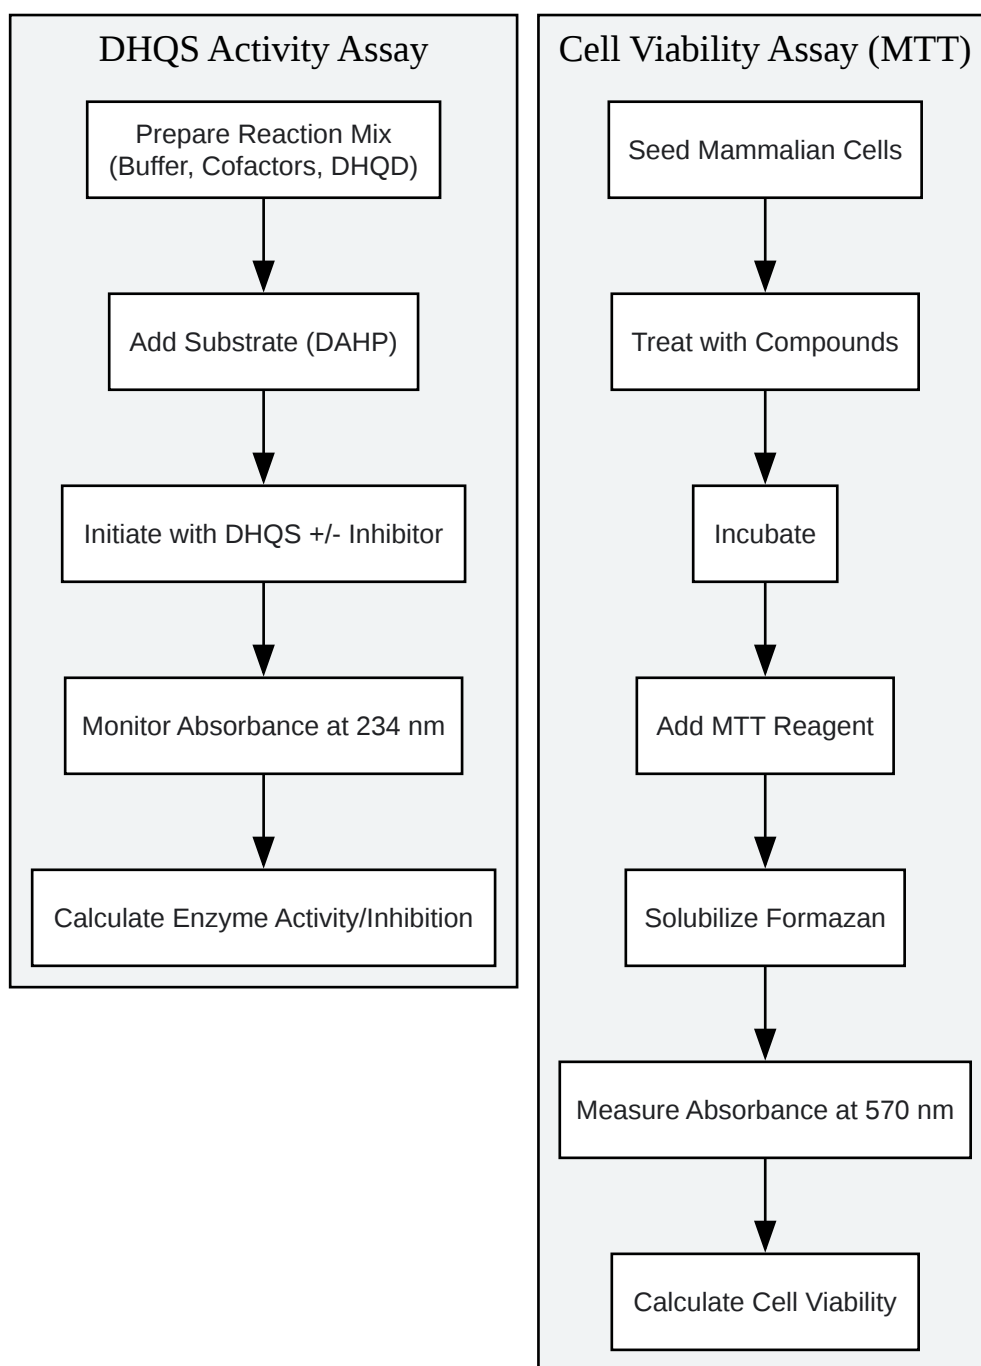 DHQS Activity Assay
Prepare Reaction Mix
(Buffer, Cofactors, DHQD)
Add Substrate (DAHP)
Initiate with DHQS +/- Inhibitor
Monitor Absorbance at 234 nm
Calculate Enzyme Activity/Inhibition
Cell Viability Assay (MTT)
Seed Mammalian Cells
Treat with Compounds
Incubate
Add MTT Reagent
Solubilize Formazan
Measure Absorbance at 570 nm
Calculate Cell Viability